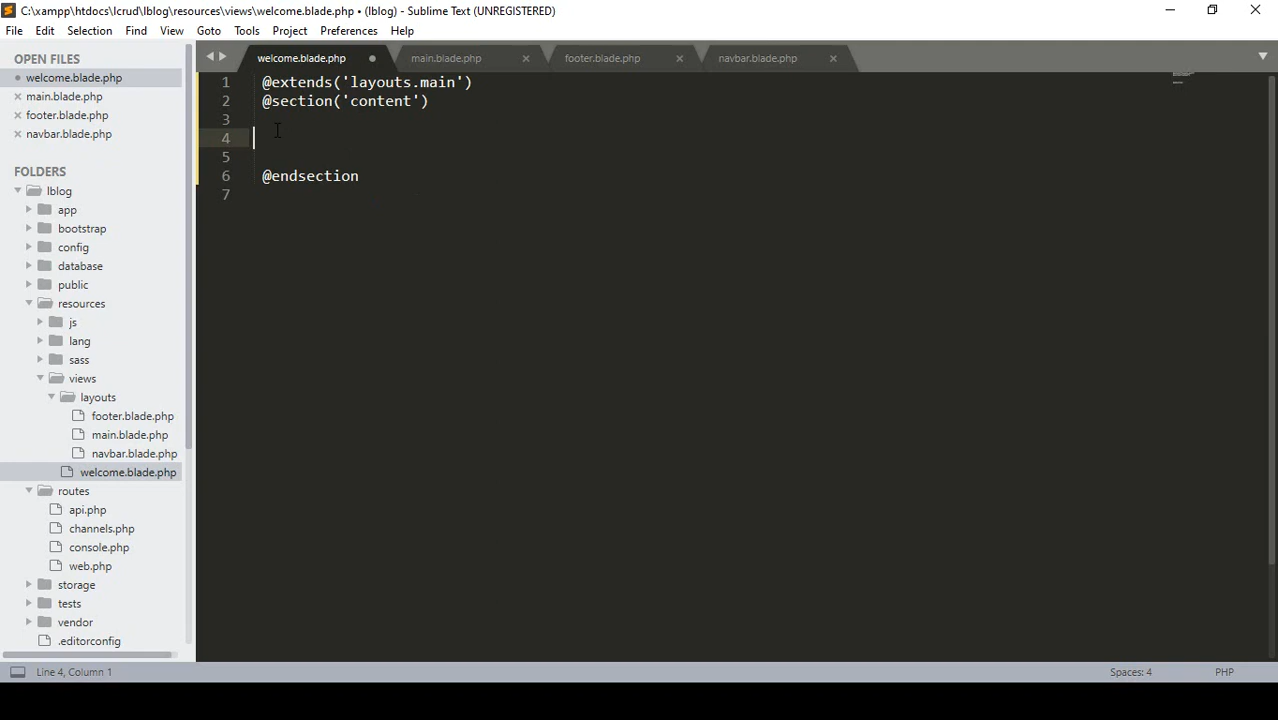 C:\xampp\htdocs\lcrud\lblog\resources\views\welcome.blade.php • (lblog) - Sublime Text (UNREGISTERED)
File Edit Selection Find View Goto Tools Project Preferences Help
OPEN FILES
welcome.blade.php
main.blade.php
footer.blade.php
navbar.blade.php
FOLDERS
lblog
app
bootstrap
config
database
public
resources
js
lang
sass
views
layouts
footer.blade.php
main.blade.php
navbar.blade.php
welcome.blade.php
routes
api.php
channels.php
console.php
web.php
storage
tests
vendor
.editorconfig
welcome.blade.php main.blade.php footer.blade.php navbar.blade.php
1 @extends('layouts.main')
2 @section('content')
3
4
5
6 @endsection
7
Line 4, Column 1 Spaces: 4 PHP